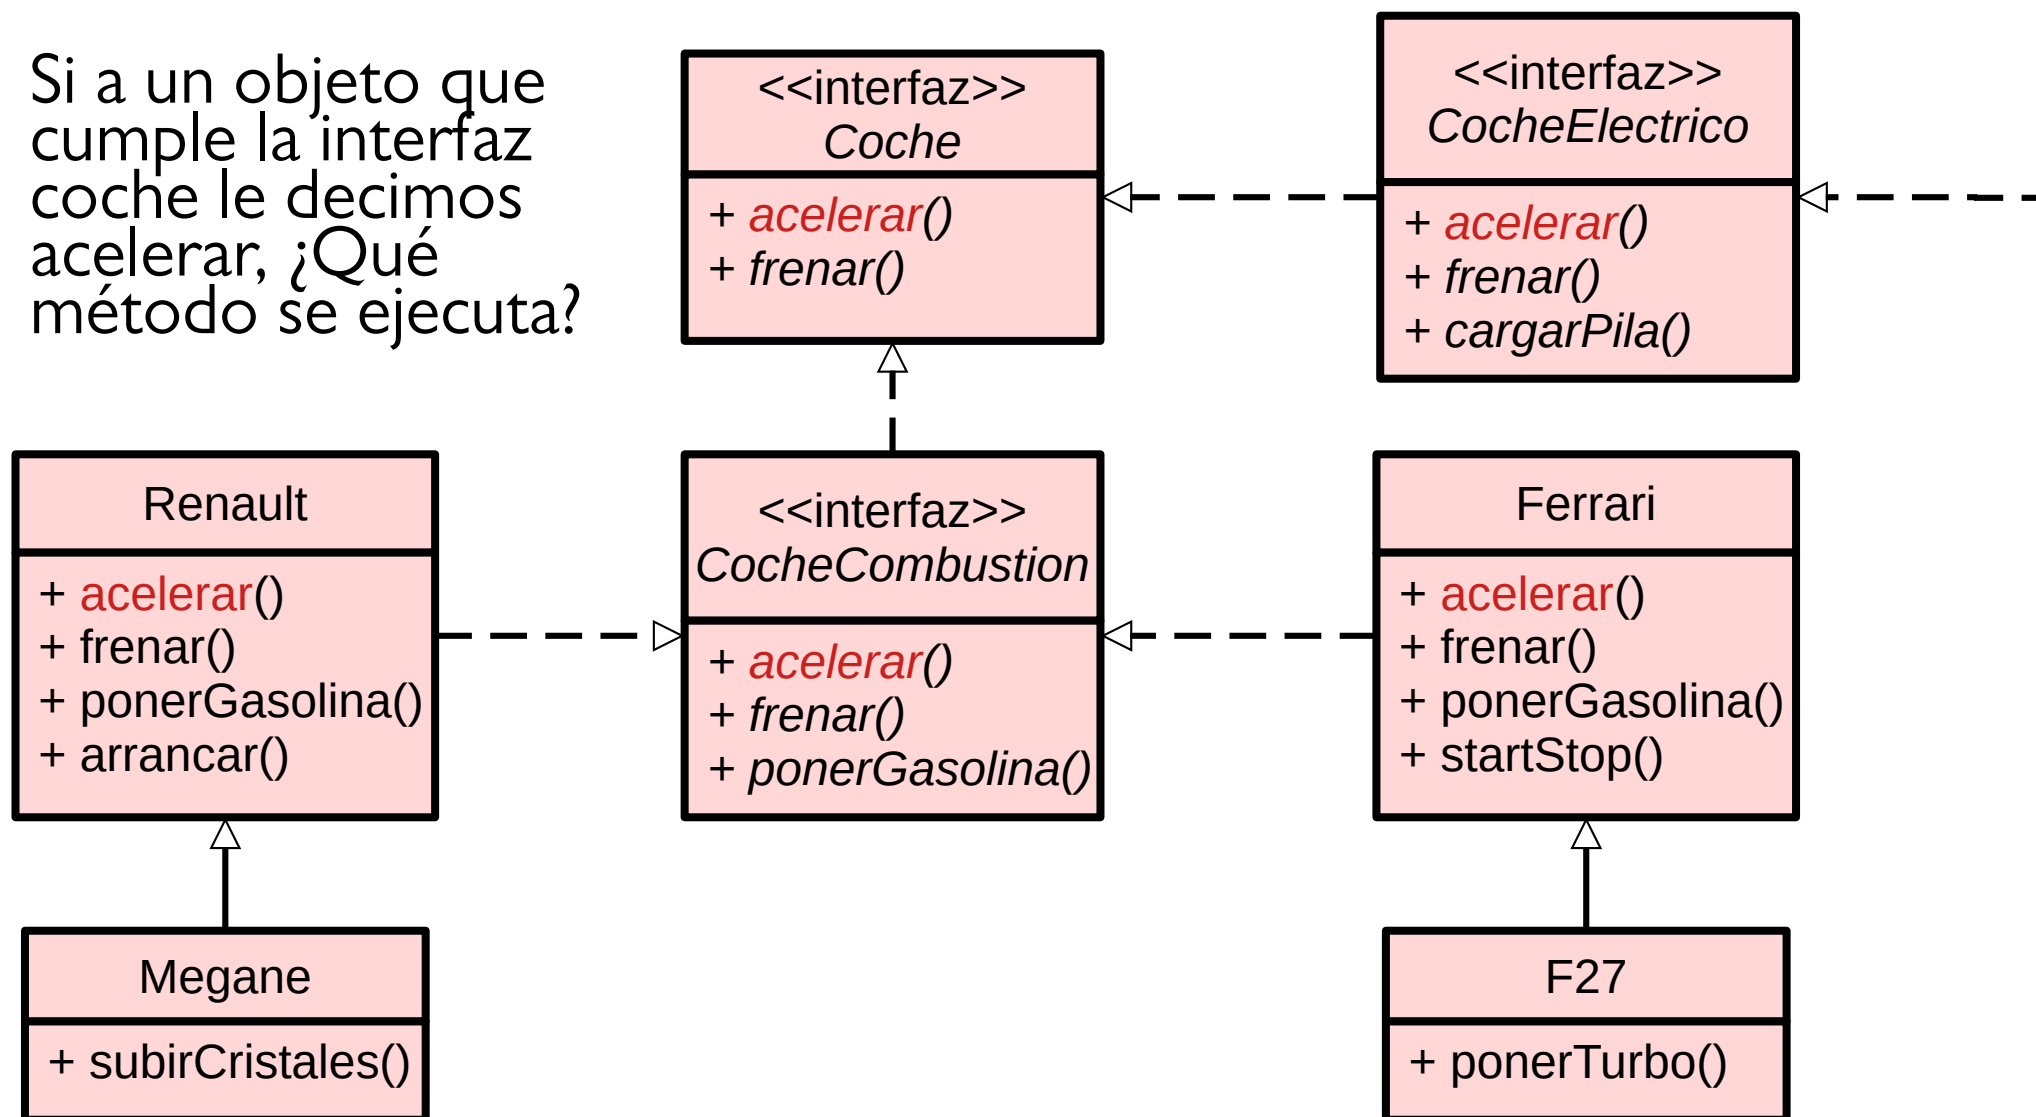 Si a un objeto que
cumple la interfaz
coche le decimos
acelerar, ¿Qué
método se ejecuta?
<<interfaz>>
Coche
+ acelerar()
+ frenar()
<<interfaz>>
CocheElectrico
+ acelerar()
+ frenar()
+ cargarPila()
Renault
+ acelerar()
+ frenar()
+ ponerGasolina()
+ arrancar()
<<interfaz>>
CocheCombustion
+ acelerar()
+ frenar()
+ ponerGasolina()
Ferrari
+ acelerar()
+ frenar()
+ ponerGasolina()
+ startStop()
Megane
+ subirCristales()
F27
+ ponerTurbo()